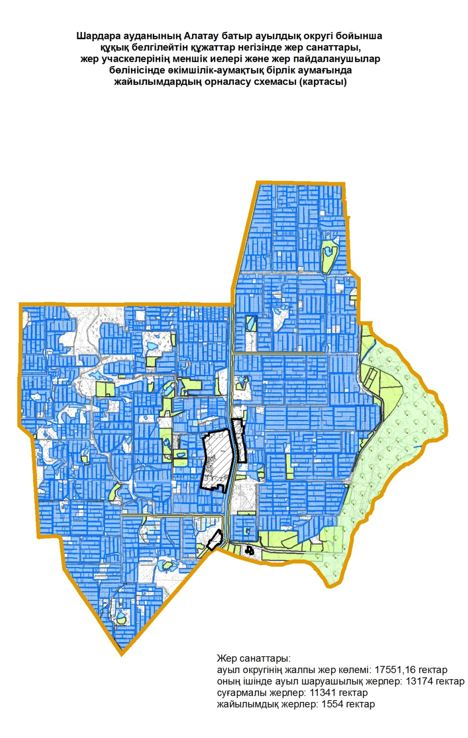 Шардара ауданының Алатау батыр ауылдық округі бойынша
құқық белгілейтін құжаттар негізінде жер санаттары,
жер учаскелерінің меншік иелері және жер пайдаланушылар
бөлінісінде әкімшілік-аумақтық бірлік аумағында
жайылымдардың орналасу схемасы (картасы)
Жер санаттары:
ауыл округінің жалпы жер көлемі: 17551,16 гектар
оның ішінде ауыл шаруашылық жерлер: 13174 гектар
суғармалы жерлер: 11341 гектар
жайылымдық жерлер: 1554 гектар